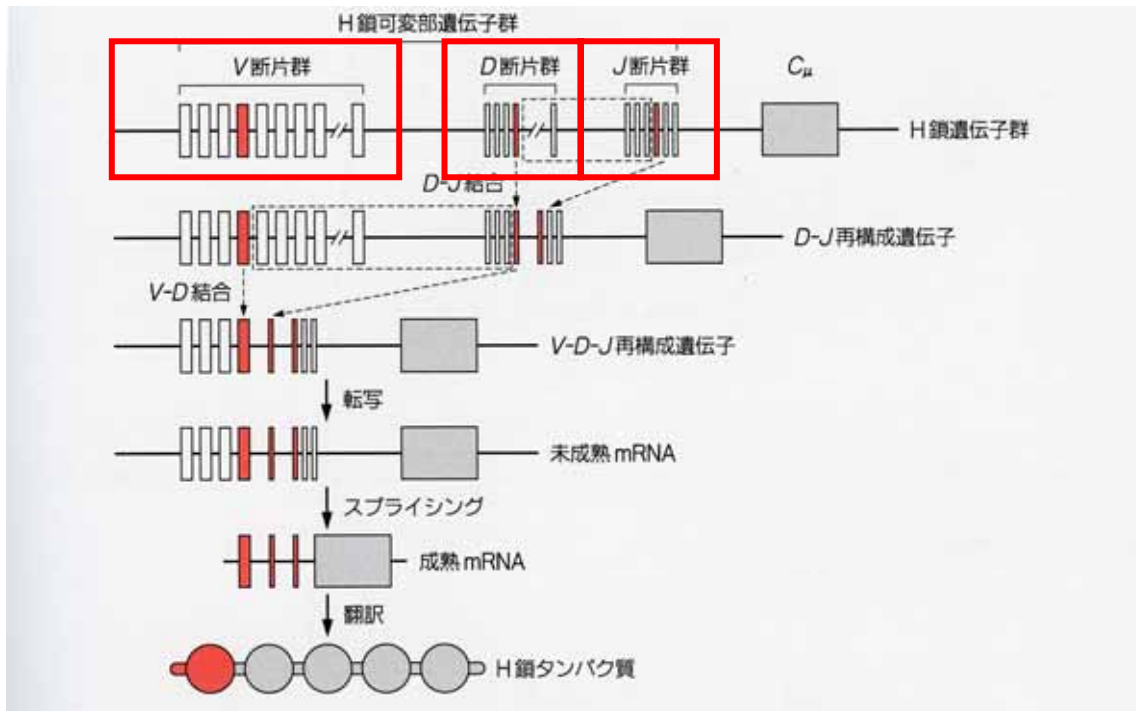 H鎖可変部遺伝子群
V断片群
D断片群
J断片群
Cμ
H鎖遺伝子群
D-J結合
D-J再構成遺伝子
V-D結合
V-D-J再構成遺伝子
転写
未成熟mRNA
スプライシング
成熟mRNA
翻訳
H鎖タンパク質